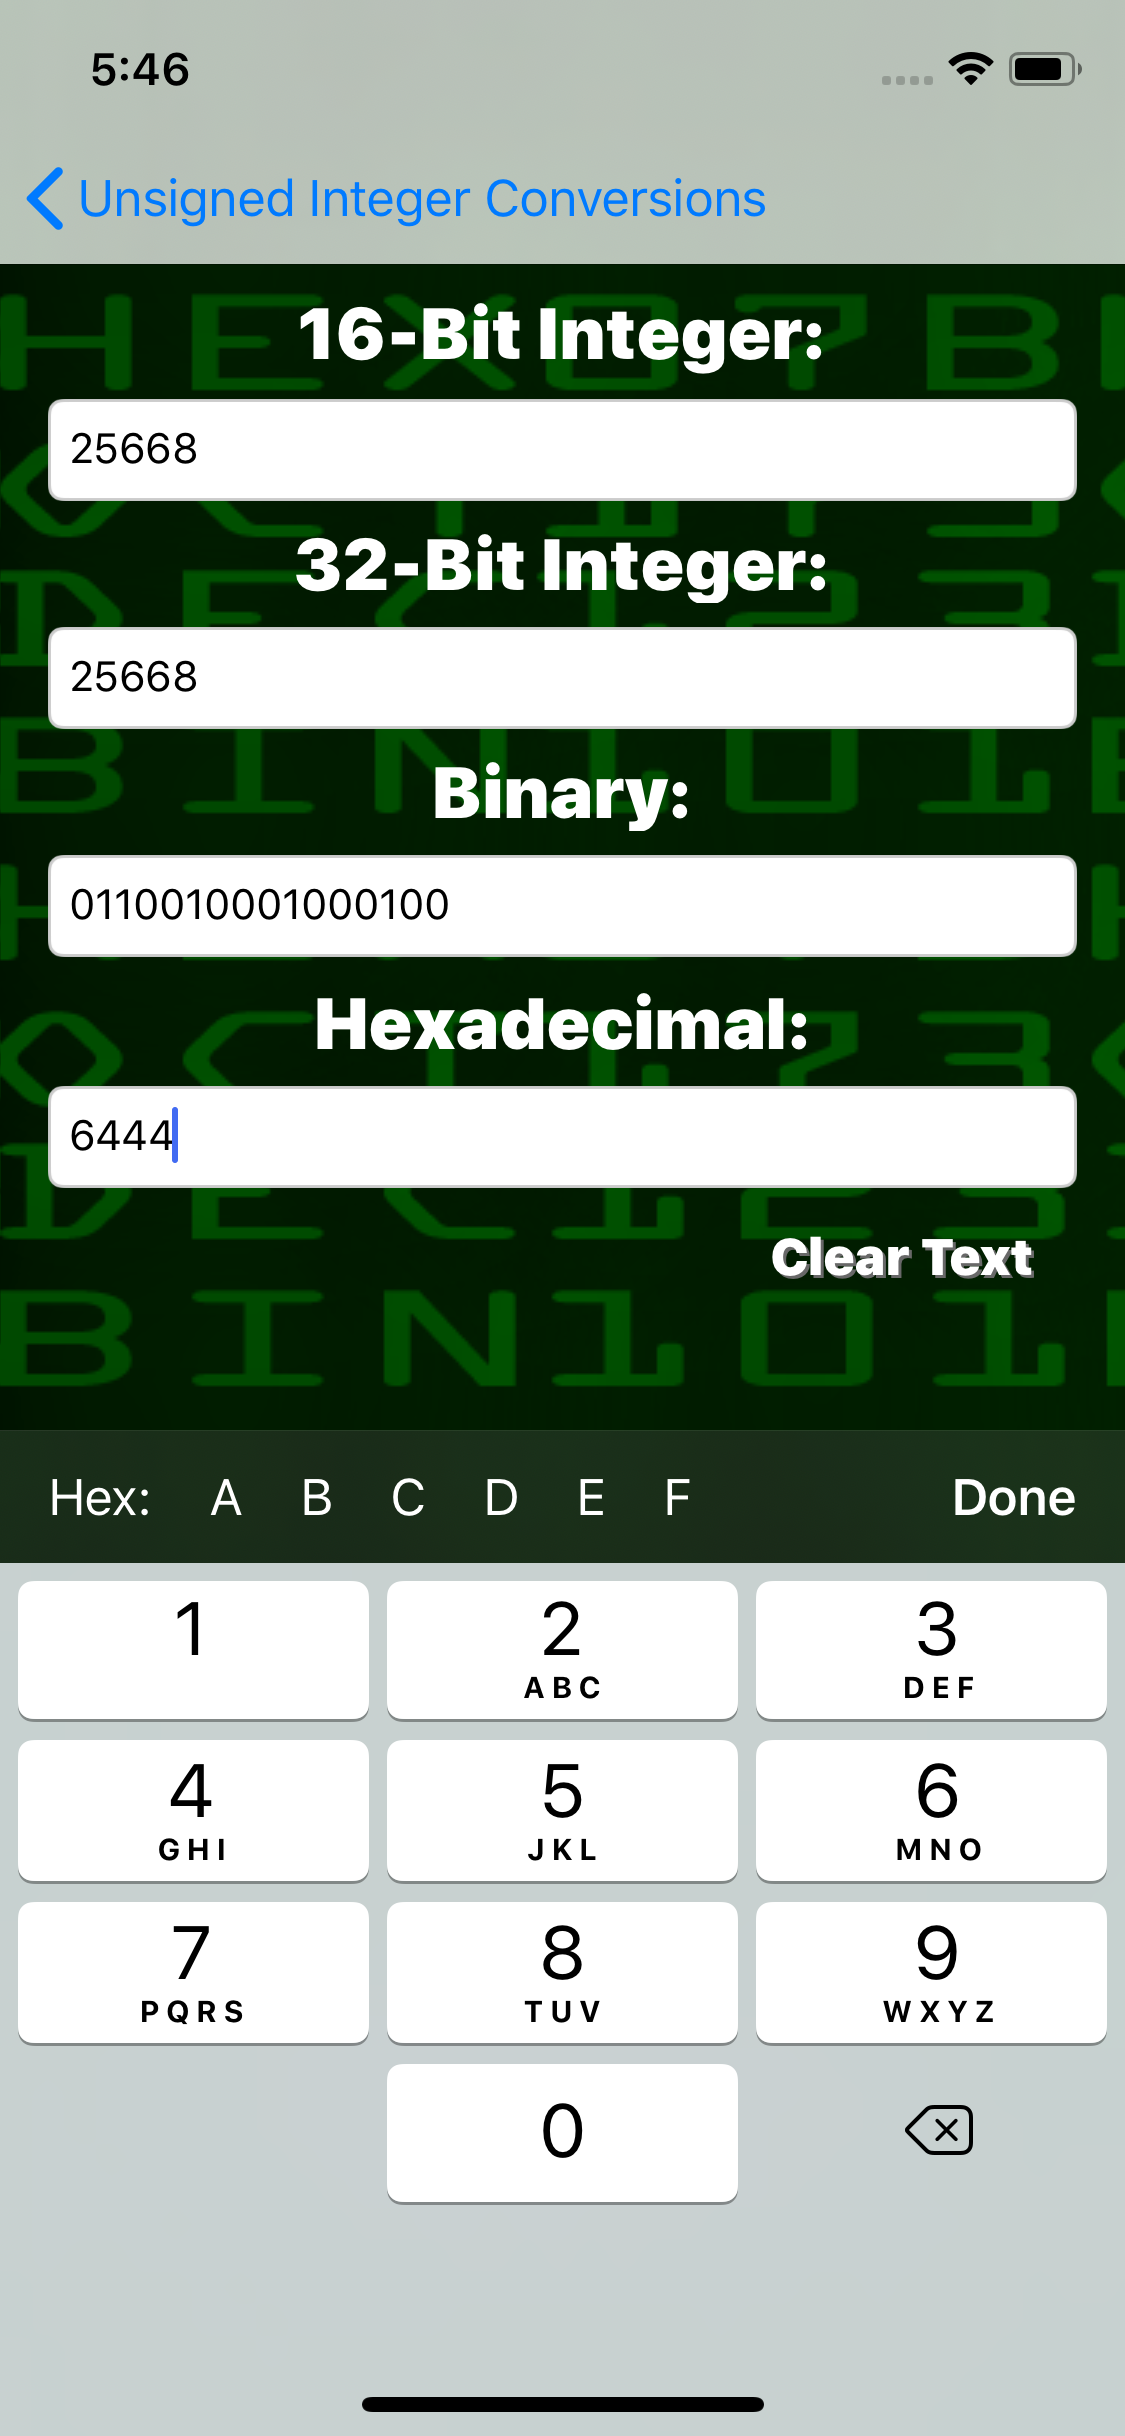 5:46
Unsigned Integer Conversions
16-Bit Integer:
25668
32-Bit Integer:
25668
Binary:
0110010001000100
Hexadecimal:
6444
Clear Text
BIN101
Hex: A B C D E F Done
1 2 3
ABC DEF
4 5 6
GHI JKL MNO
7 8 9
PQRS TUV WXYZ
0